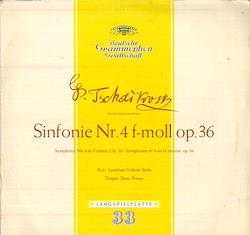 Deutsche
Grammophon
Gesellschaft
P. Tschaikowsky
Sinfonie Nr. 4 f-moll op. 36
Symphony No. 4 in F minor, Op. 36 · Symphonie nº 4 en fa mineur op. 36
Symphonie-Orchester Berlin
Dirigent: Ferenc Fricsay
LANGSPIELPLATTE
33